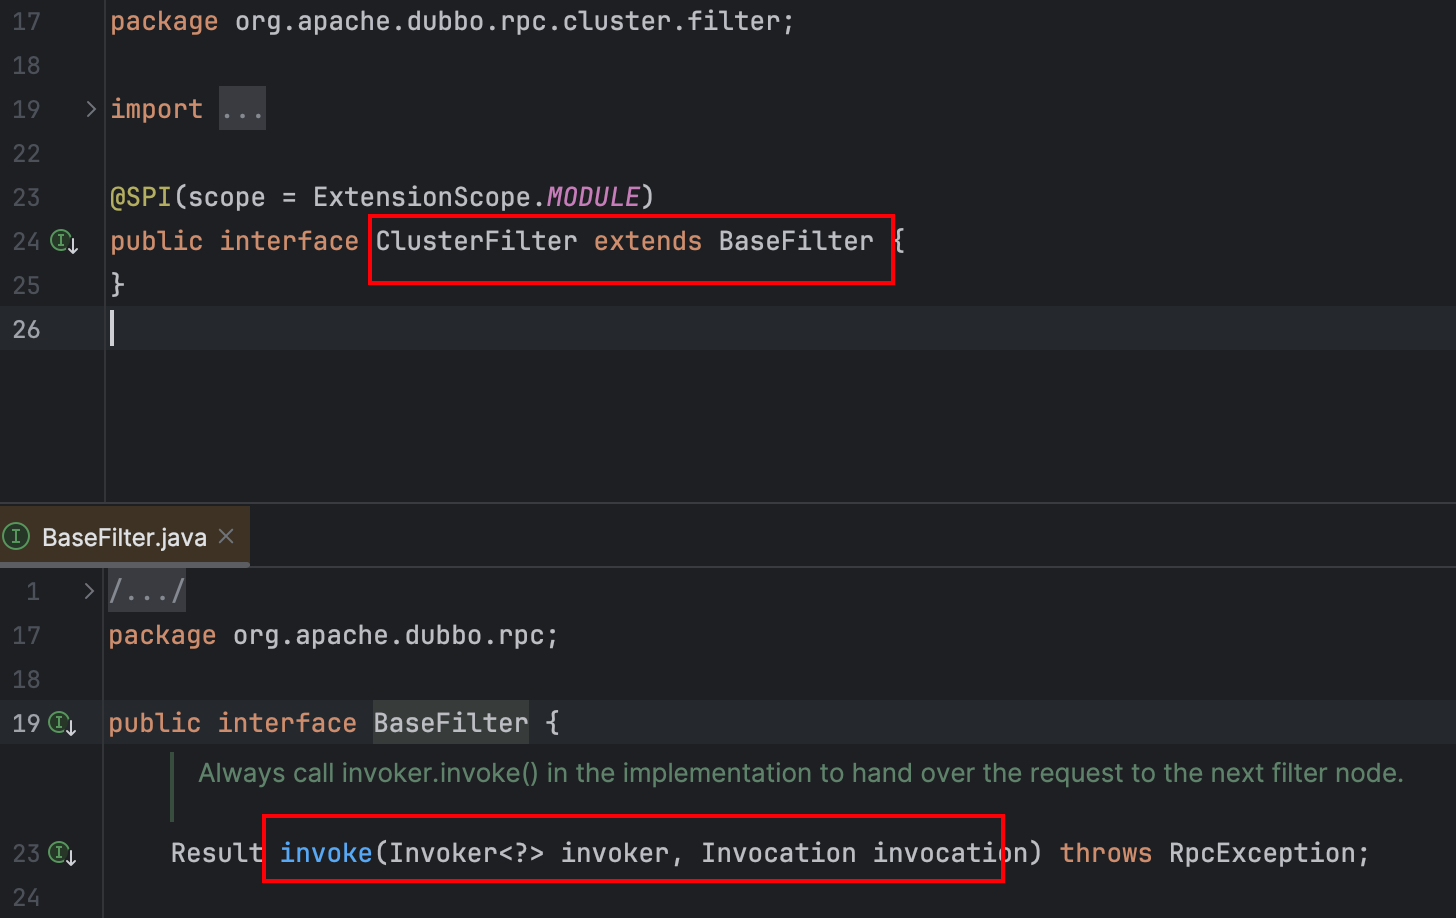 17 package org.apache.dubbo.rpc.cluster.filter;
18
19 import ...
22
23 @SPI(scope = ExtensionScope.MODULE)
24 public interface ClusterFilter extends BaseFilter {
25 }
26
BaseFilter.java
1 /.../
17 package org.apache.dubbo.rpc;
18
19 public interface BaseFilter {
Always call invoker.invoke() in the implementation to hand over the request to the next filter node.
23 Result invoke(Invoker<?> invoker, Invocation invocation) throws RpcException;
24